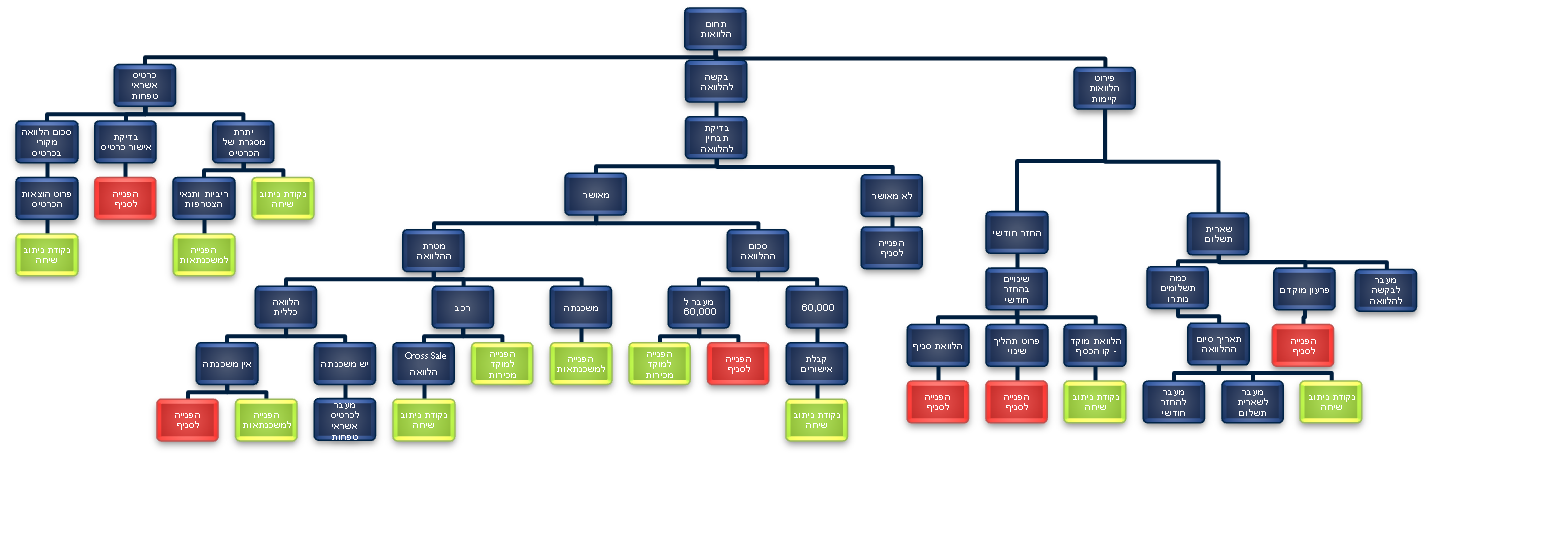 תחום
הלוואות
כרטיס
אשראי
טפחות
בקשה
להלוואה
פירוט
הלוואות
קיימות
סכום הלוואה
מקורי
בכרטיס
בדיקת
אישור כרטיס
יתרת
מסגרת של
הכרטיס
בדיקת
תבחין
להלוואה
פרוט הוצאות
הכרטיס
הפנייה
לסניף
ריביות ותנאי
הצטרפות
נקודת ניתוב
שיחה
מאושר
לא מאושר
נקודת ניתוב
שיחה
הפנייה
למשכנתאות
מטרת
ההלוואה
סכום
ההלוואה
הפנייה
לסניף
החזר חודשי
שארית
תשלום
הלוואה
כללית
רכב
משכנתה
מעבר ל
60,000
60,000
שינויים
בהחזר
חודשי
כמה
תשלומים
נותרו
פרעון מוקדם
מעבר
לבקשה
להלוואה
אין משכנתה
יש משכנתה
Cross Sale
הלוואה
הפנייה
למוקד
מכירות
הפנייה
למשכנתאות
הפנייה
למוקד
מכירות
הפנייה
לסניף
קבלת
אישורים
הלוואת סניף
פרוט תהליך
שינוי
הלוואת מוקד
- קו הכסף
תאריך סיום
ההלוואה
הפנייה
לסניף
הפנייה
לסניף
הפנייה
למשכנתאות
מעבר
לכרטיס
אשראי
טפחות
נקודת ניתוב
שיחה
נקודת ניתוב
שיחה
הפנייה
לסניף
הפנייה
לסניף
נקודת ניתוב
שיחה
מעבר
להחזר
חודשי
מעבר
לשארית
תשלום
נקודת ניתוב
שיחה